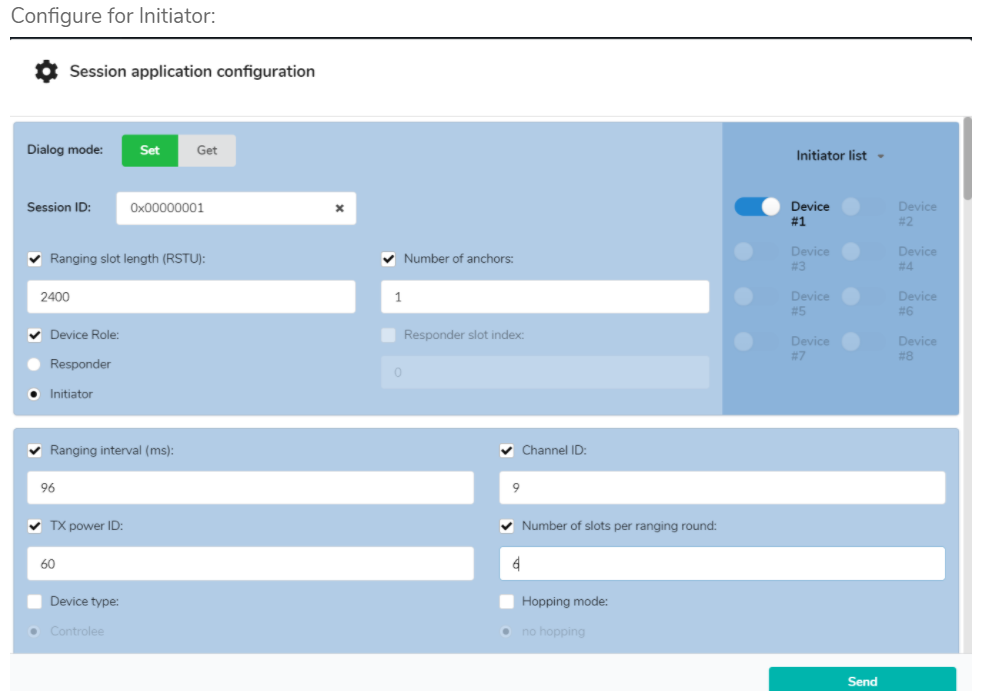 Configure for Initiator:
Session application configuration
Dialog mode:
Set
Get
Session ID:
0x00000001
Ranging slot length (RSTU):
2400
Number of anchors:
1
Device Role:
Responder
Initiator
Responder slot index:
0
Initiator list
Device
#1
Device
#2
Device
#3
Device
#4
Device
#5
Device
#6
Device
#7
Device
#8
Ranging interval (ms):
96
Channel ID:
9
TX power ID:
60
Number of slots per ranging round:
6
Device type:
Controlee
Hopping mode:
no hopping
Send